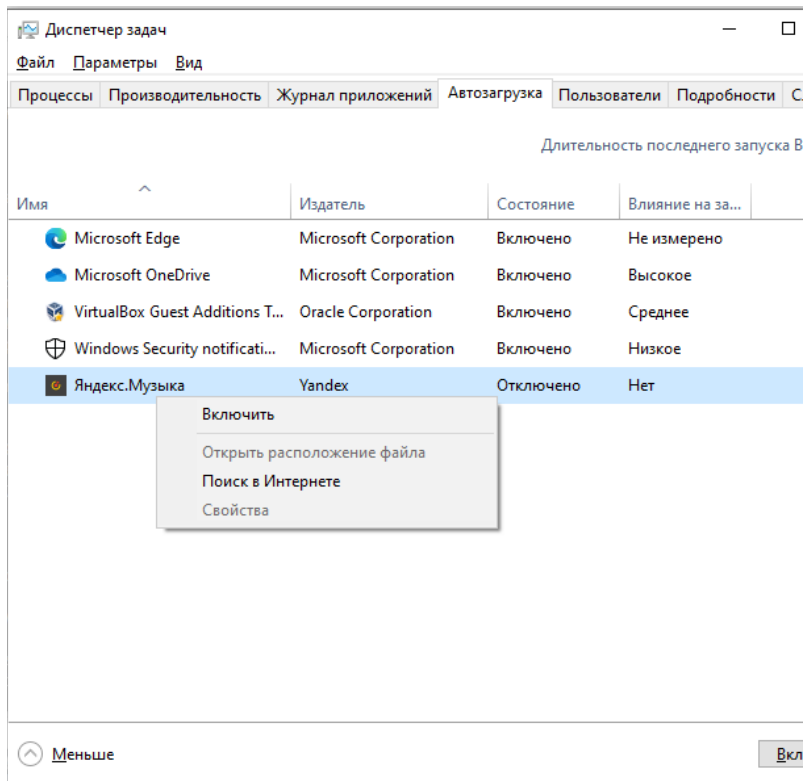 Диспетчер задач
Файл Параметры Вид
Процессы Производительность Журнал приложений Автозагрузка Пользователи Подробности
Длительность последнего запуска
Имя Издатель Состояние Влияние на за...
Microsoft Edge Microsoft Corporation Включено Не измерено
Microsoft OneDrive Microsoft Corporation Включено Высокое
VirtualBox Guest Additions T... Oracle Corporation Включено Среднее
Windows Security notificati... Microsoft Corporation Включено Низкое
Яндекс.Музыка Yandex Отключено Нет
Включить
Открыть расположение файла
Поиск в Интернете
Свойства
Меньше